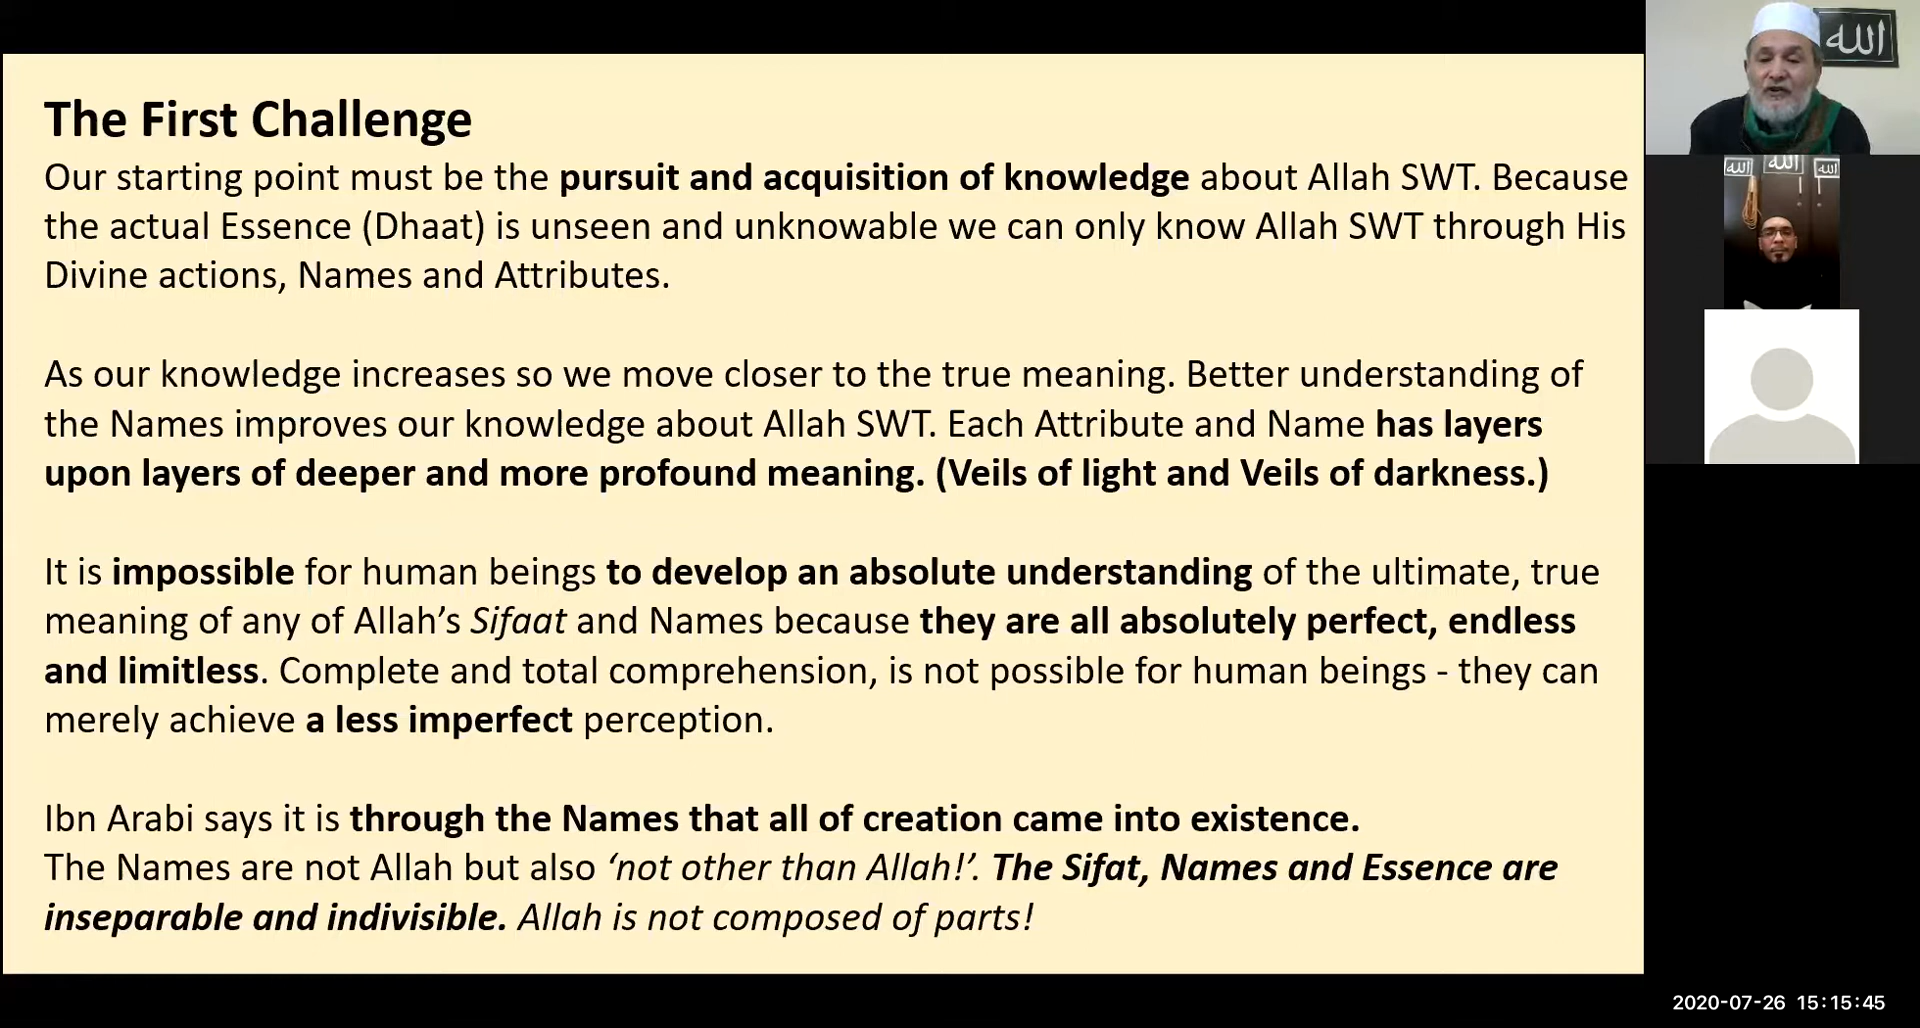 The First Challenge
Our starting point must be the pursuit and acquisition of knowledge about Allah SWT. Because
the actual Essence (Dhaat) is unseen and unknowable we can only know Allah SWT through His
Divine actions, Names and Attributes.
As our knowledge increases so we move closer to the true meaning. Better understanding of
the Names improves our knowledge about Allah SWT. Each Attribute and Name has layers
upon layers of deeper and more profound meaning. (Veils of light and Veils of darkness.)
It is impossible for human beings to develop an absolute understanding of the ultimate, true
meaning of any of Allah’s Sifaat and Names because they are all absolutely perfect, endless
and limitless. Complete and total comprehension, is not possible for human beings - they can
merely achieve a less imperfect perception.
Ibn Arabi says it is through the Names that all of creation came into existence.
The Names are not Allah but also ‘not other than Allah!’. The Sifat, Names and Essence are
inseparable and indivisible. Allah is not composed of parts!
الله
الله
الله
الله
2020-07-26 15:15:45